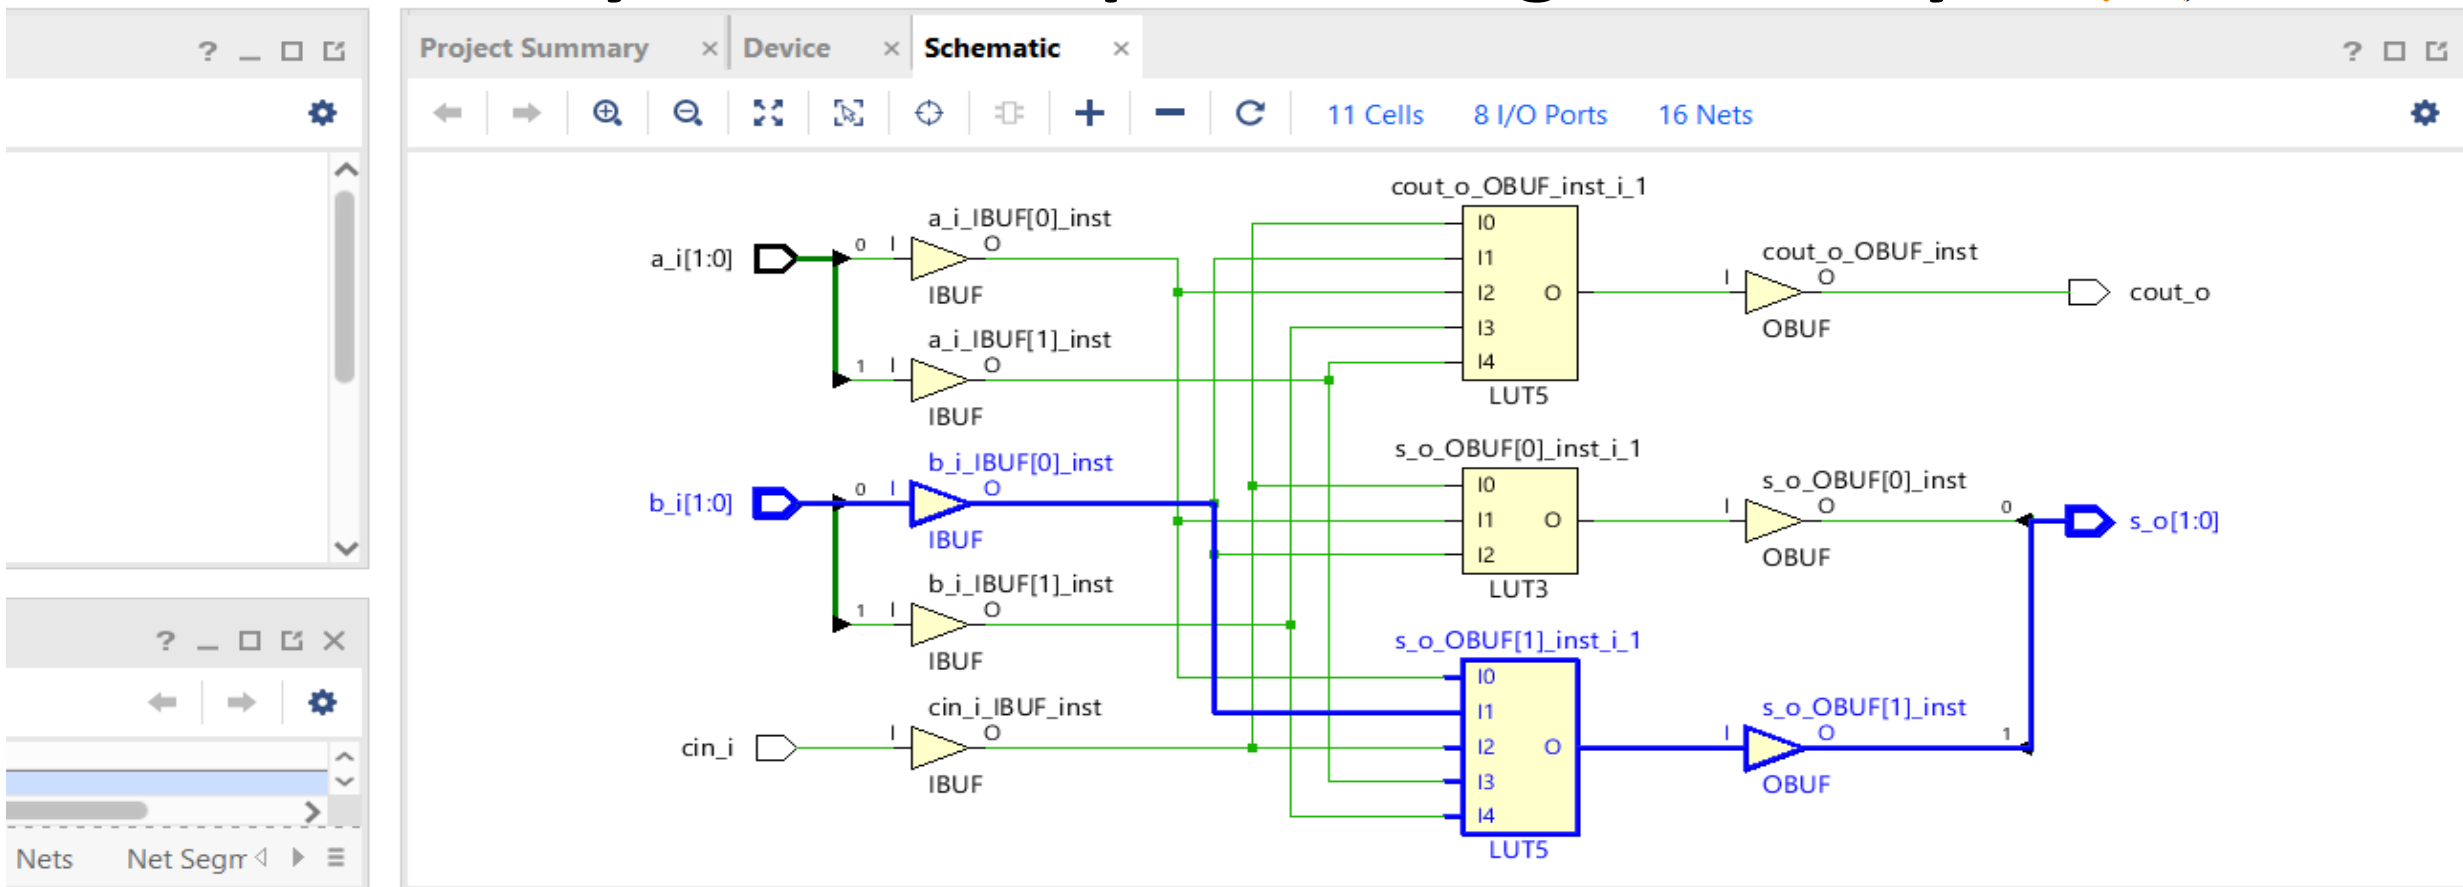 Project Summary
Device
Schematic
11 Cells
8 I/O Ports
16 Nets
cout_o_OBUF_inst_i_1
a_i_IBUF[0]_inst
I0
a_i[1:0]
0
I
O
I1
cout_o_OBUF_inst
IBUF
I2
O
I
O
cout_o
a_i_IBUF[1]_inst
I3
OBUF
1
I
O
I4
IBUF
LUT5
b_i_IBUF[0]_inst
s_o_OBUF[0]_inst_i_1
b_i[1:0]
0
I
O
I0
s_o_OBUF[0]_inst
IBUF
I1
O
I
O
0
s_o[1:0]
b_i_IBUF[1]_inst
I2
OBUF
1
I
O
LUT3
IBUF
s_o_OBUF[1]_inst_i_1
I0
cin_i_IBUF_inst
I1
s_o_OBUF[1]_inst
cin_i
I
O
I2
O
I
O
1
IBUF
I3
OBUF
I4
LUT5
Nets
Net Segm